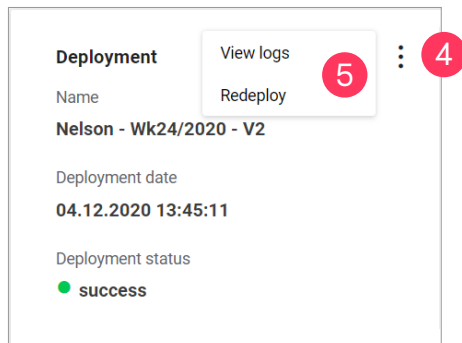 Deployment
View logs
Redeploy
5
4
Name
Nelson - Wk24/2020 - V2
Deployment date
04.12.2020 13:45:11
Deployment status
success